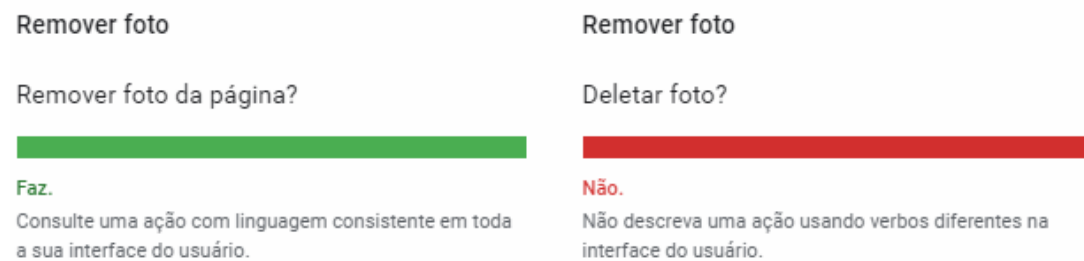 Remover foto
Remover foto da página?
Faz.
Consulte uma ação com linguagem consistente em toda
a sua interface do usuário.
Remover foto
Deletar foto?
Não.
Não descreva uma ação usando verbos diferentes na
interface do usuário.